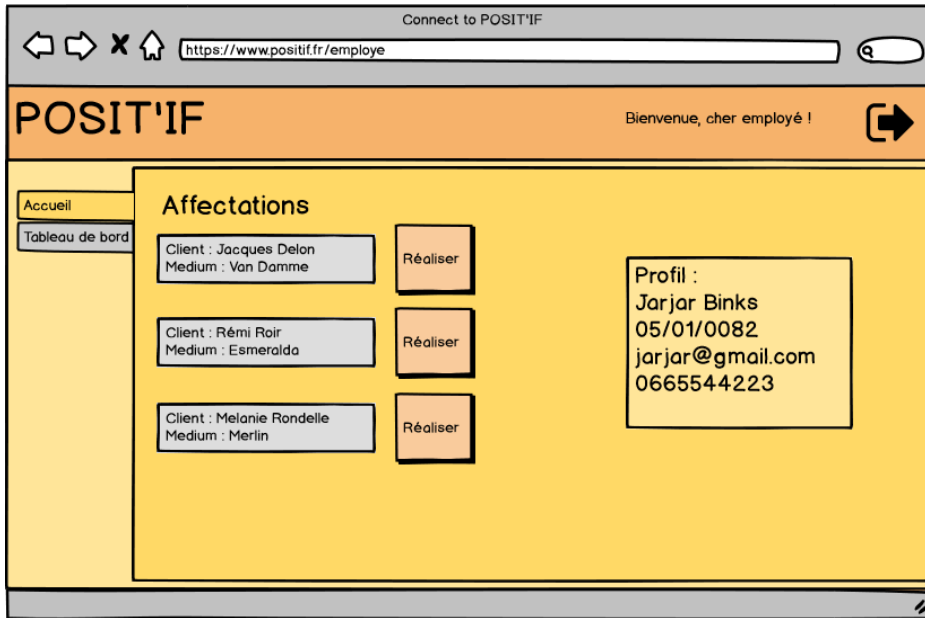 Connect to POSIT'IF
https://www.positif.fr/employe
POSIT'IF
Bienvenue, cher employé !
Accueil
Tableau de bord
Affectations
Client : Jacques Delon
Medium : Van Damme
Réaliser
Client : Rémi Roir
Medium : Esmeralda
Réaliser
Client : Melanie Rondelle
Medium : Merlin
Réaliser
Profil :
Jarjar Binks
05/01/0082
jarjar@gmail.com
0665544223